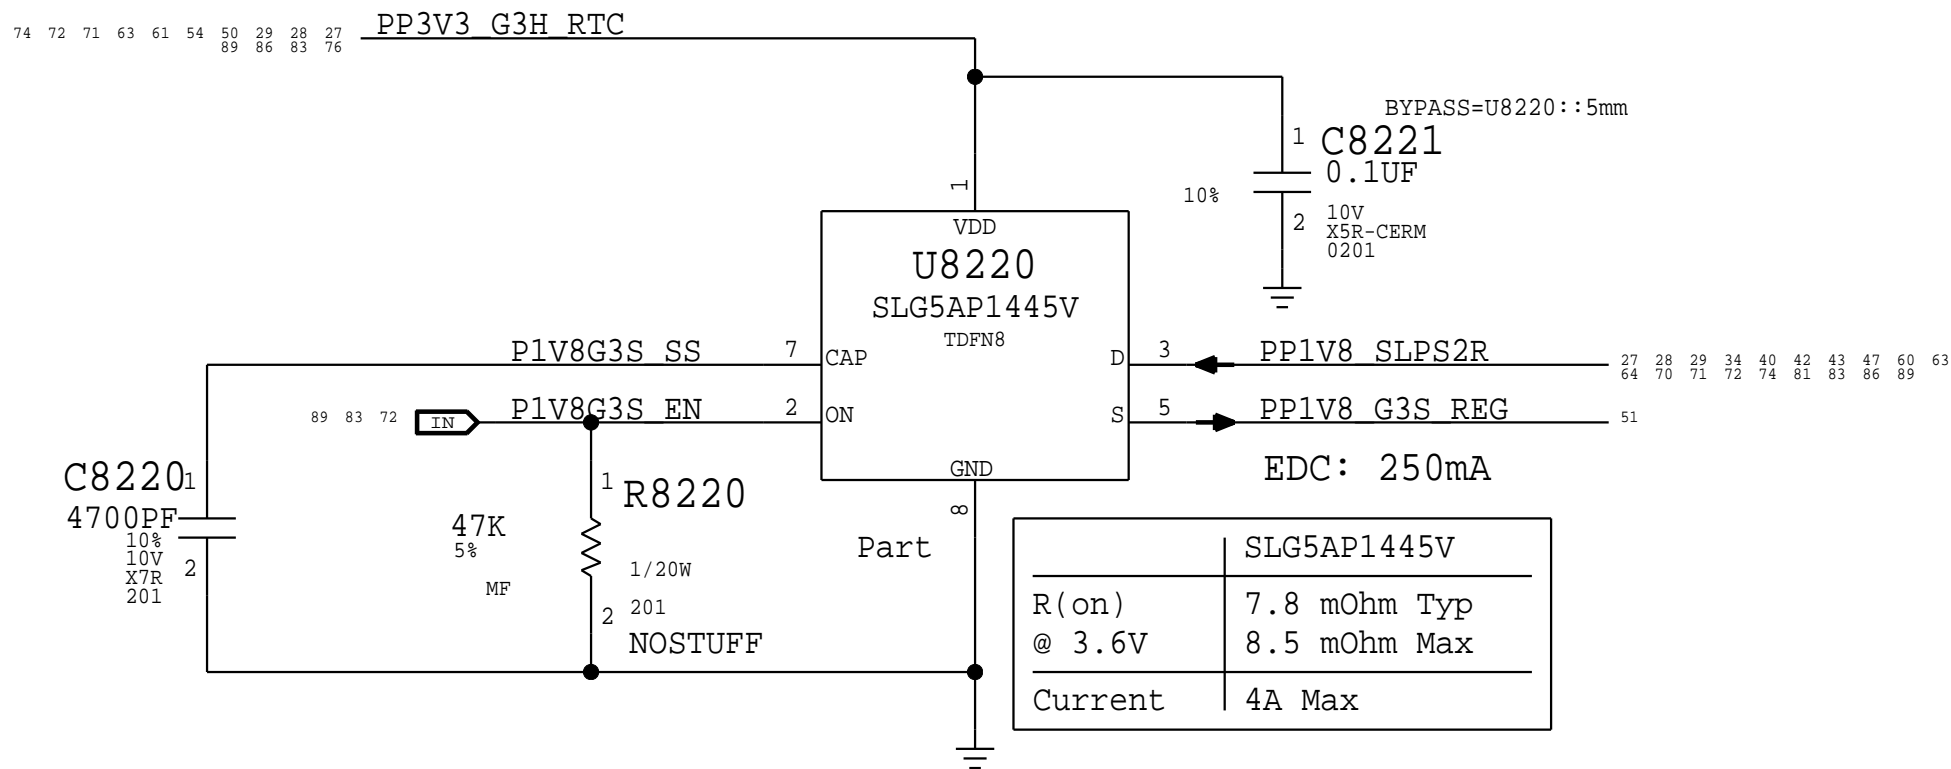 PP3V3_G3H_RTC
74 72 71 63 61 54 50 29 28 27
89 86 83 76
BYPASS=U8220::5mm
1 C8221
0.1UF
10%
10V
2
X5R-CERM
0201
1
VDD
U8220
SLG5AP1445V
TDFN8
P1V8G3S_SS 7 CAP
D 3 PP1V8_SLPS2R
27 28 29 34 40 42 43 47 60 63
64 70 71 72 74 81 83 86 89
89 83 72 IN P1V8G3S_EN 2 ON
S 5 PP1V8_G3S_REG 51
GND
8
EDC: 250mA
C8220 1
4700PF
10%
10V
X7R
201
2
1 R8220
47K
5%
MF
1/20W
2 201
NOSTUFF
Part SLG5AP1445V
R(on) 7.8 mOhm Typ
@ 3.6V 8.5 mOhm Max
Current 4A Max